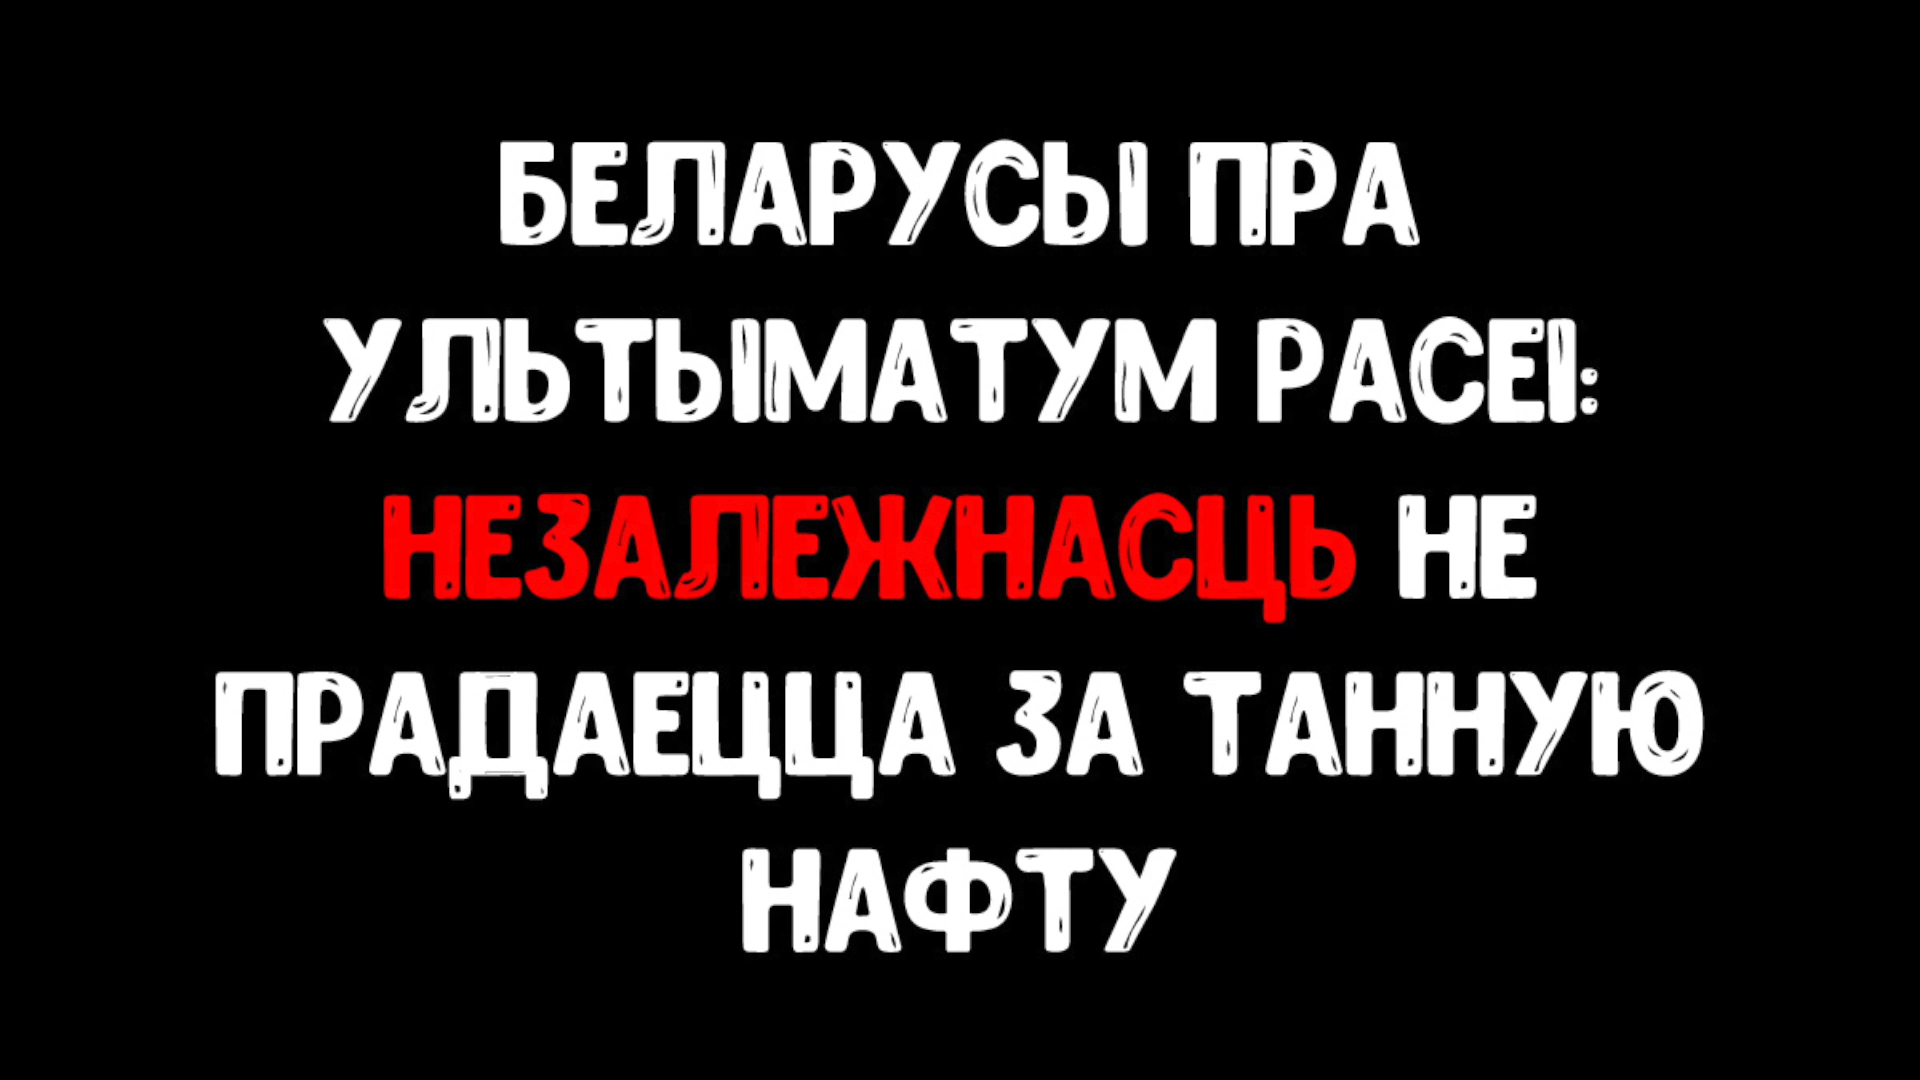 БЕЛАРУСЫ ПРА
УЛЬТЫМАТУМ РАСЕІ:
НЕЗАЛЕЖНАСЦЬ НЕ
ПРАДАЕЦЦА ЗА ТАННУЮ
НАФТУ